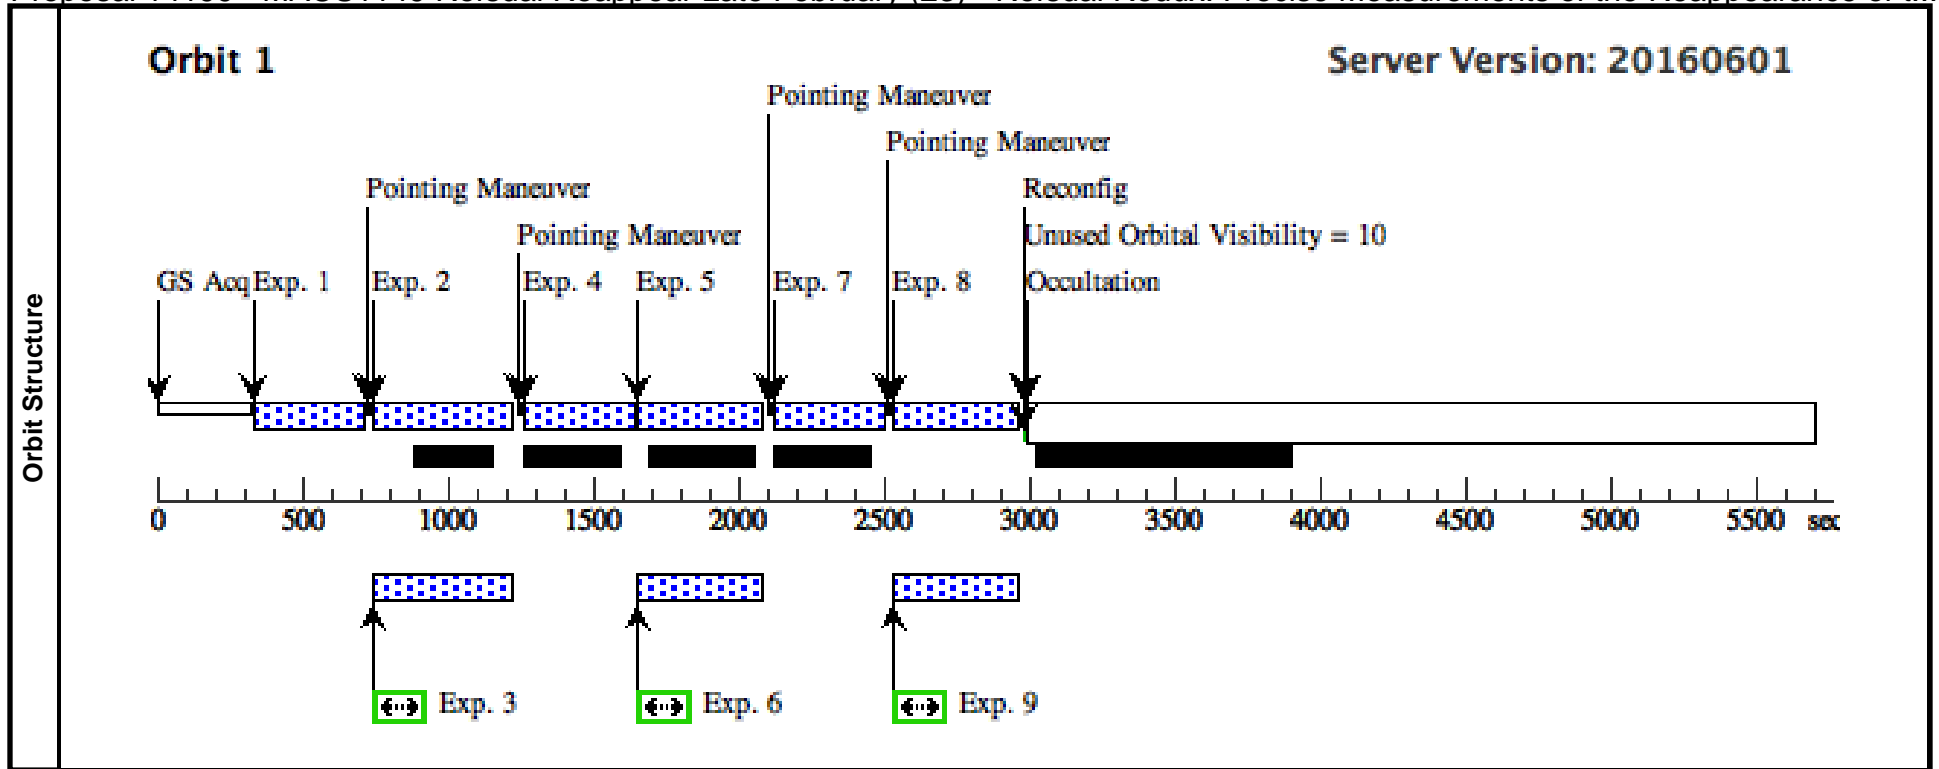 Orbit 1
Server Version: 20160601
Pointing Maneuver
Pointing Maneuver
Pointing Maneuver
Reconfig
Pointing Maneuver
Unused Orbital Visibility = 10
GS Acq Exp. 1 Exp. 2 Exp. 4 Exp. 5 Exp. 7 Exp. 8 Occultation
Orbit Structure
0 500 1000 1500 2000 2500 3000 3500 4000 4500 5000 5500 sec
Exp. 3 Exp. 6 Exp. 9